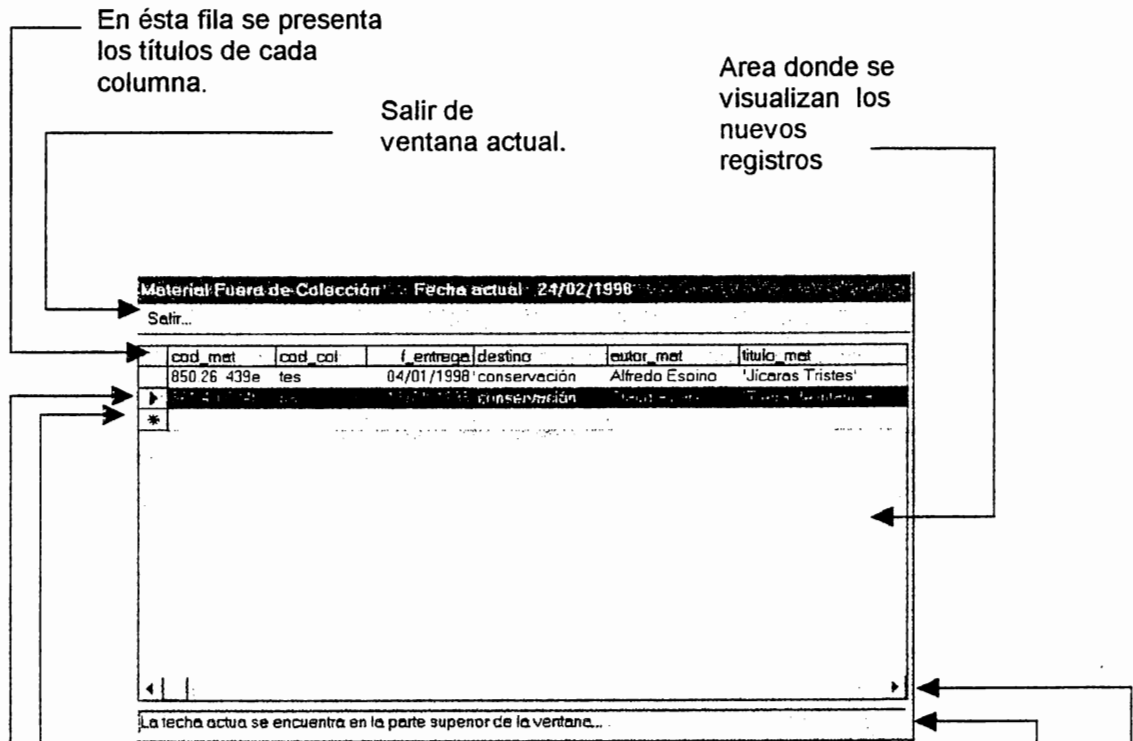 En ésta fila se presenta
los títulos de cada
columna.
Salir de
ventana actual.
Area donde se
visualizan los
nuevos
registros
Material Fuera de Colección Fecha actual 24/02/1998
Salir...
cod_mat cod_col f_entrega destino autor_mat titulo_mat
850.26 439e tes 04/01/1998 conservación Alfredo Espino 'Jicaras Tristes'
conservación
La fecha actua se encuentra en la parte superior de la ventana...